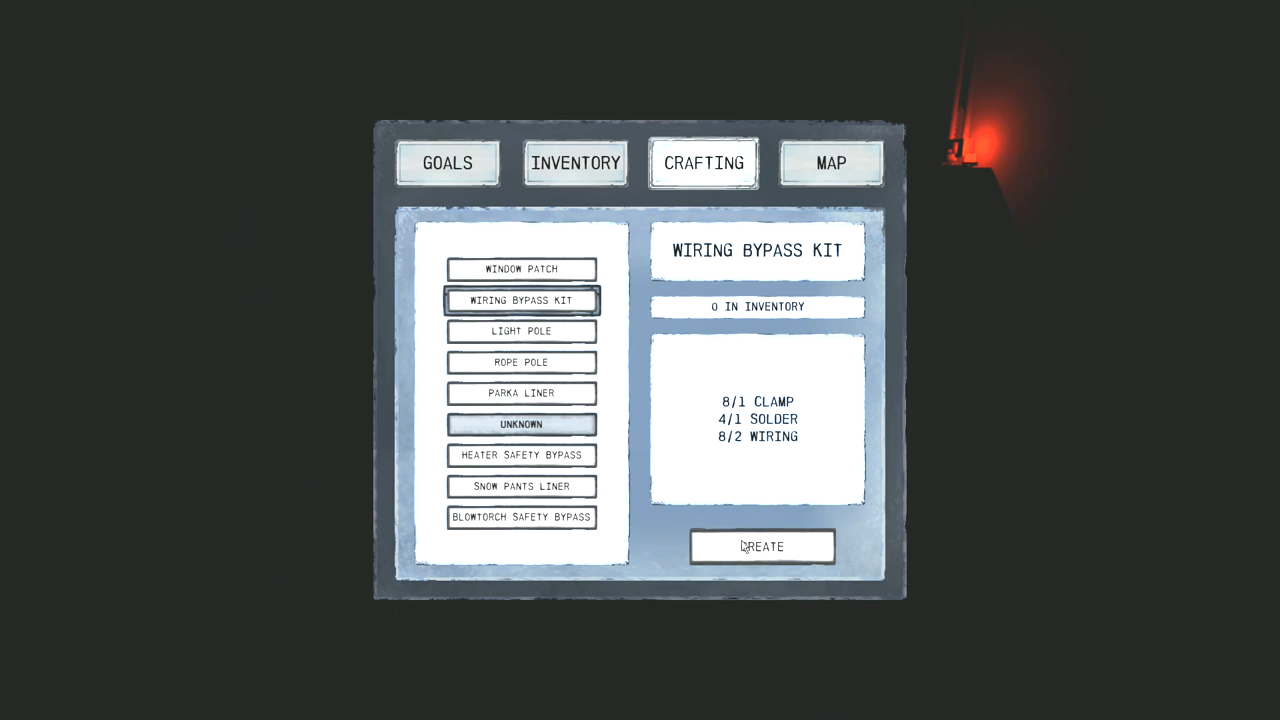 GOALS
INVENTORY
CRAFTING
MAP
WINDOW PATCH
WIRING BYPASS KIT
LIGHT POLE
ROPE POLE
PARKA LINER
UNKNOWN
HEATER SAFETY BYPASS
SNOW PANTS LINER
BLOWTORCH SAFETY BYPASS
WIRING BYPASS KIT
0 IN INVENTORY
8/1 CLAMP
4/1 SOLDER
8/2 WIRING
CREATE